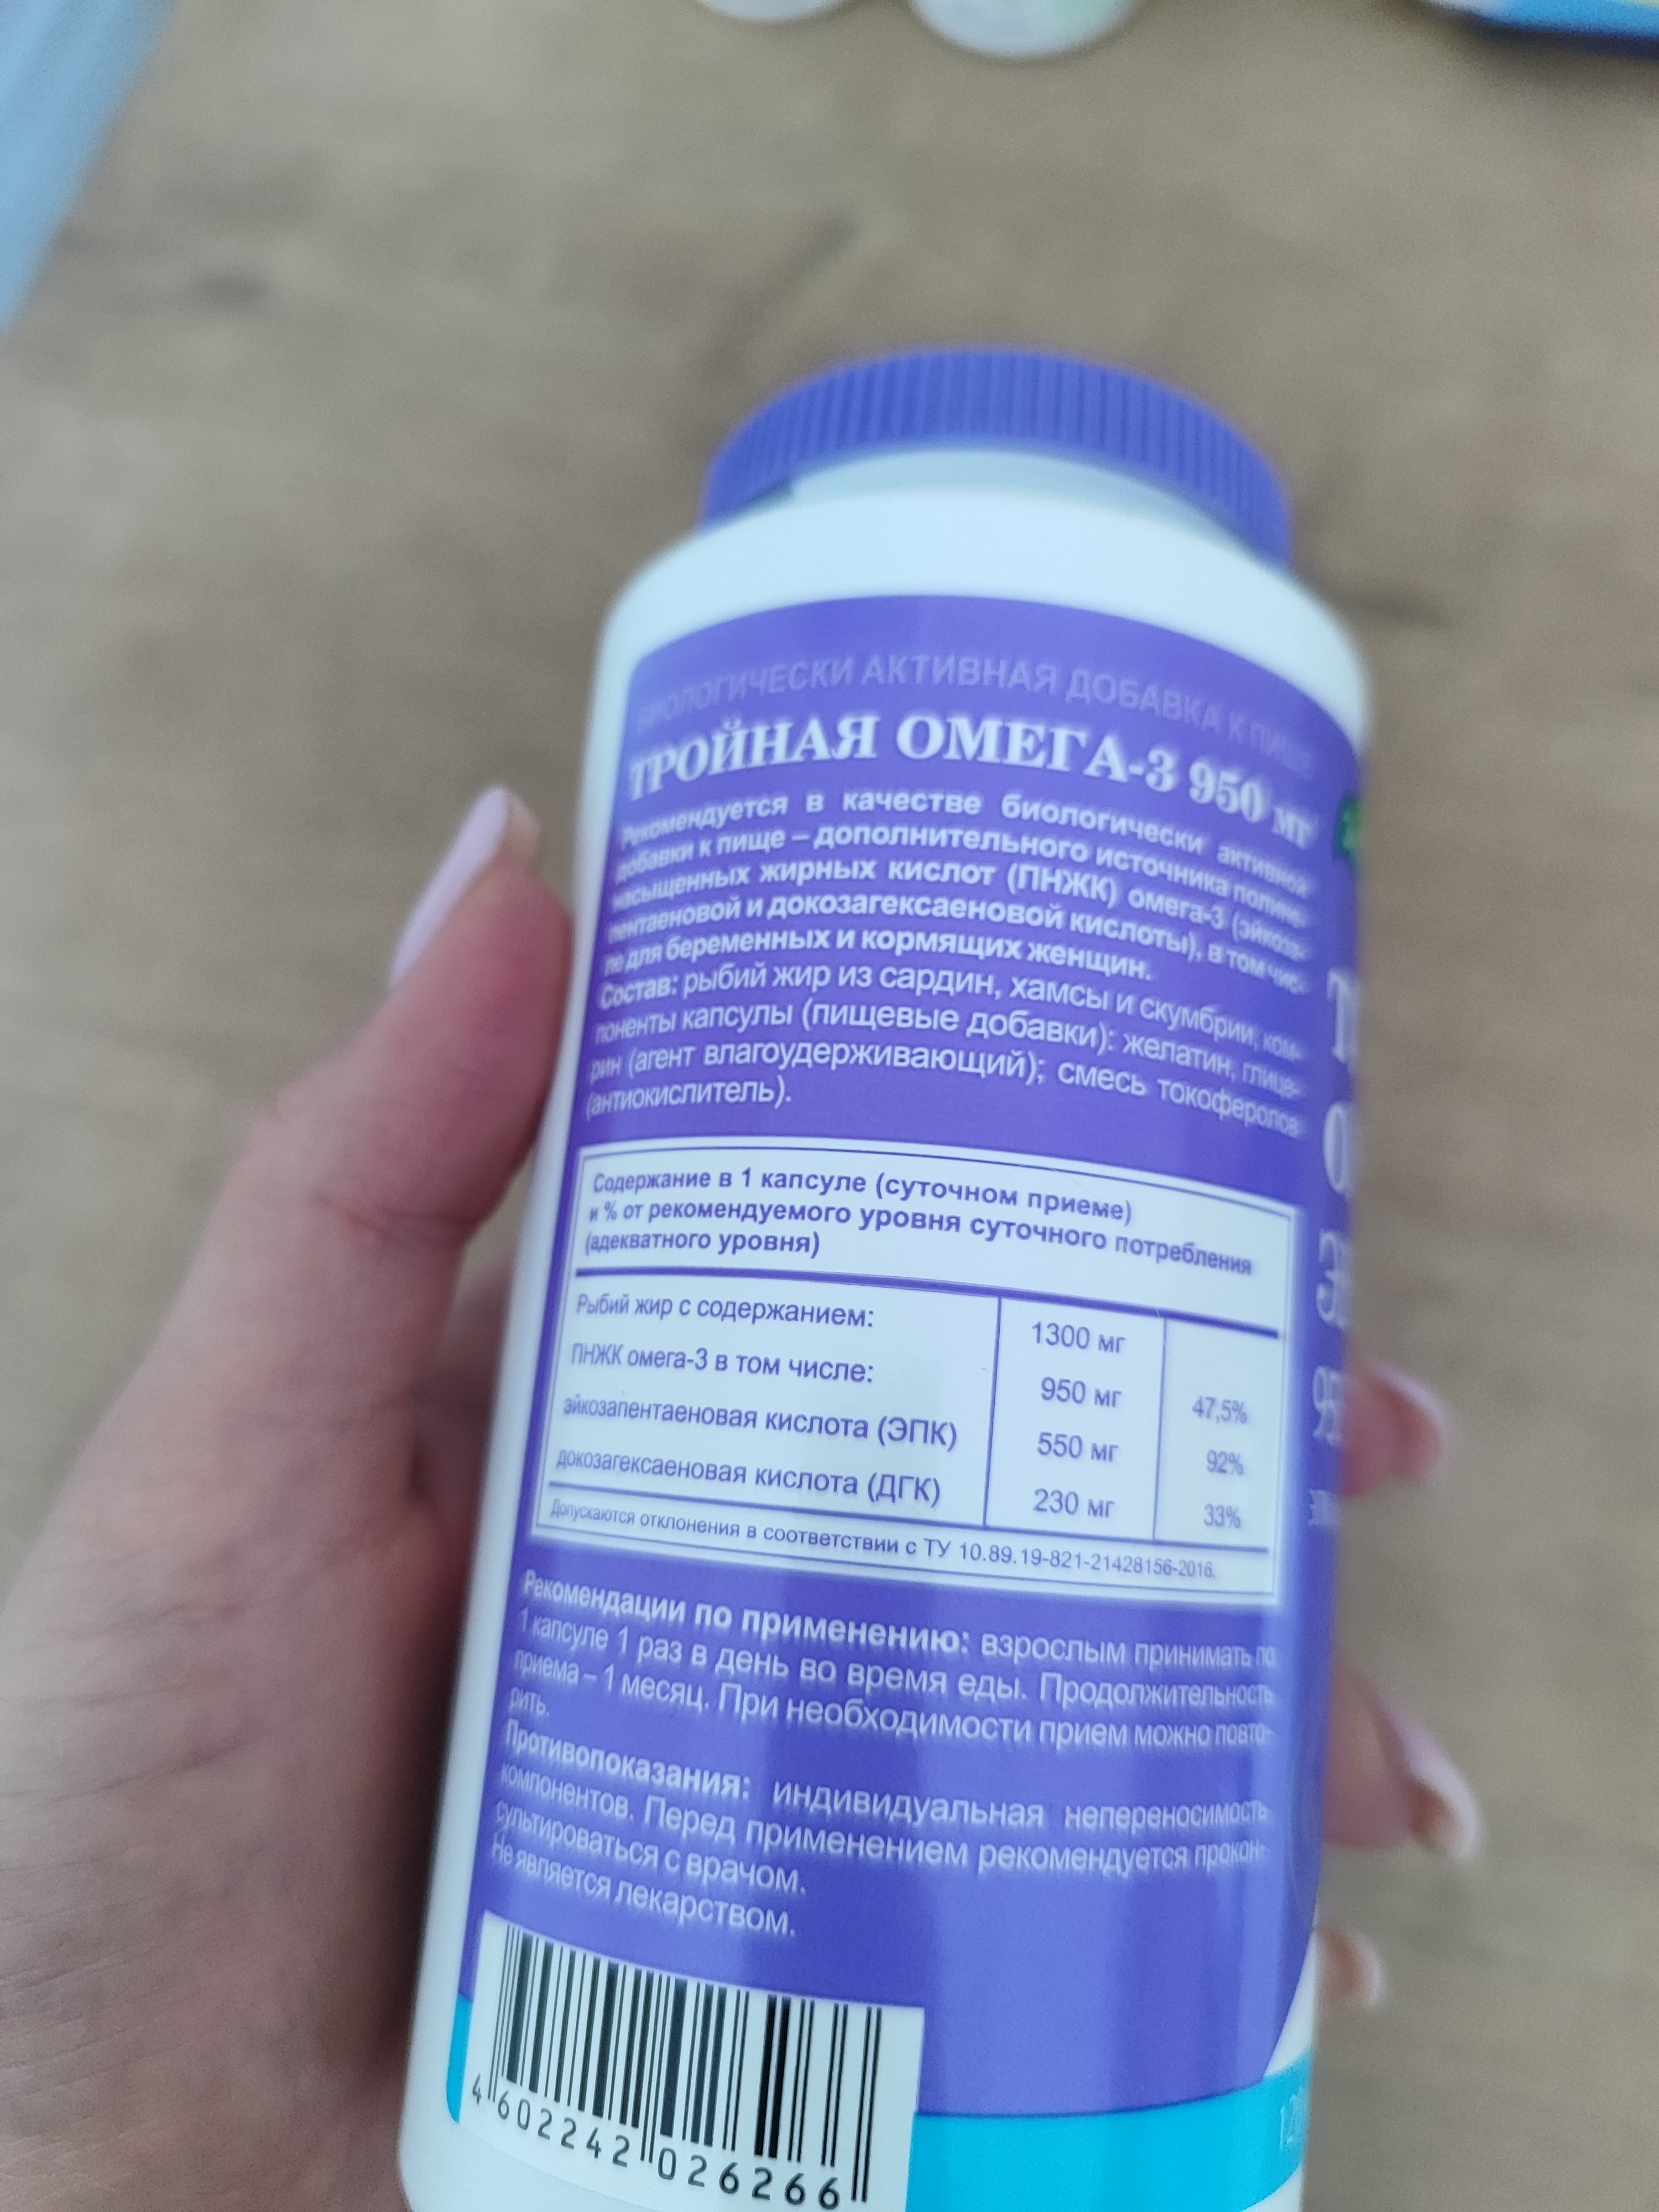 БИОЛОГИЧЕСКИ АКТИВНАЯ ДОБАВКА К ПИЩЕ
ТРОЙНАЯ ОМЕГА-3 950 мг
Рекомендуется в качестве биологически активной
добавки к пище – дополнительного источника полине-
насыщенных жирных кислот (ПНЖК) омега-3 (эйкоза-
пентаеновой и докозагексаеновой кислоты), в том чис-
ле для беременных и кормящих женщин.
Состав: рыбий жир из сардин, хамсы и скумбрии, ком-
поненты капсулы (пищевые добавки): желатин, глице-
рин (агент влагоудерживающий); смесь токоферолов
(антиокислитель).
Содержание в 1 капсуле (суточном приеме)
и % от рекомендуемого уровня суточного потребления
(адекватного уровня)
Рыбий жир с содержанием: 1300 мг
ПНЖК омега-3 в том числе: 950 мг 47,5%
эйкозапентаеновая кислота (ЭПК) 550 мг 92%
докозагексаеновая кислота (ДГК) 230 мг 33%
Допускаются отклонения в соответствии с ТУ 10.89.19-821-21428156-2016.
Рекомендации по применению: взрослым принимать по
1 капсуле 1 раз в день во время еды. Продолжительность
приема – 1 месяц. При необходимости прием можно повто-
рить.
Противопоказания: индивидуальная непереносимость
компонентов. Перед применением рекомендуется прокон-
сультироваться с врачом.
Не является лекарством.
4 602242 026266